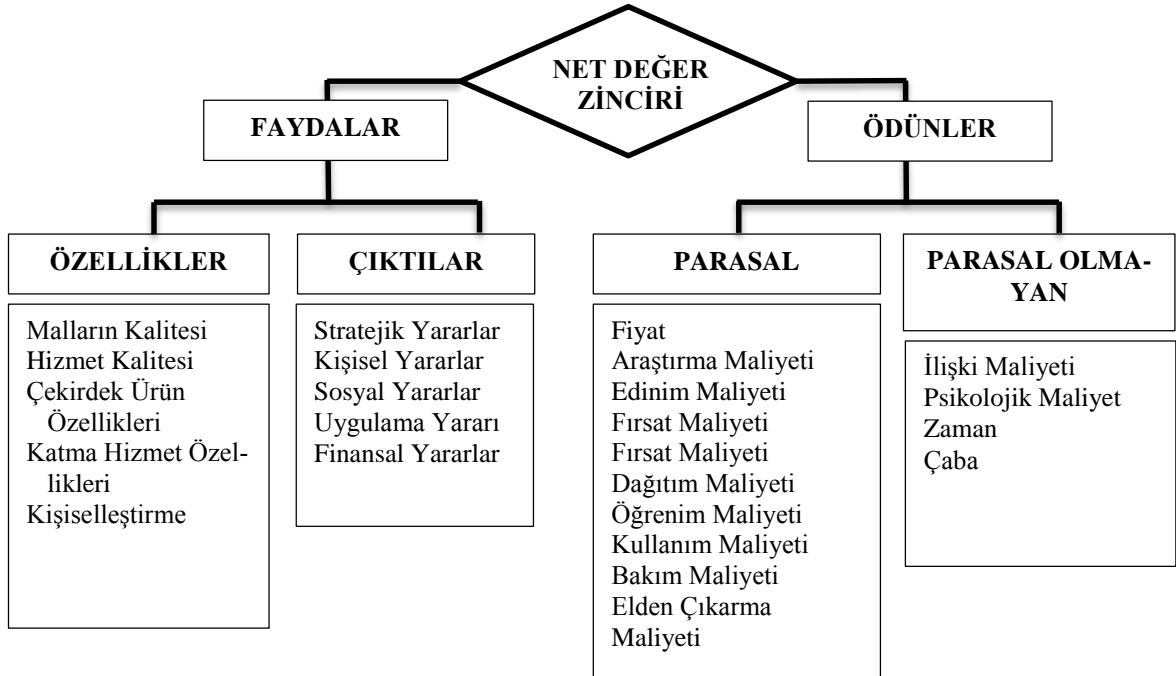 NET DEĞER
ZİNCİRİ
FAYDALAR
ÖDÜNLER
ÖZELLİKLER
ÇIKTILAR
PARASAL
PARASAL OLMA-
YAN
Malların Kalitesi
Hizmet Kalitesi
Çekirdek Ürün
Özellikleri
Katma Hizmet Özel-
likleri
Kişiselleştirme
Stratejik Yararlar
Kişisel Yararlar
Sosyal Yararlar
Uygulama Yararı
Finansal Yararlar
Fiyat
Araştırma Maliyeti
Edinim Maliyeti
Fırsat Maliyeti
Fırsat Maliyeti
Dağıtım Maliyeti
Öğrenim Maliyeti
Kullanım Maliyeti
Bakım Maliyeti
Elden Çıkarma
Maliyeti
İlişki Maliyeti
Psikolojik Maliyet
Zaman
Çaba